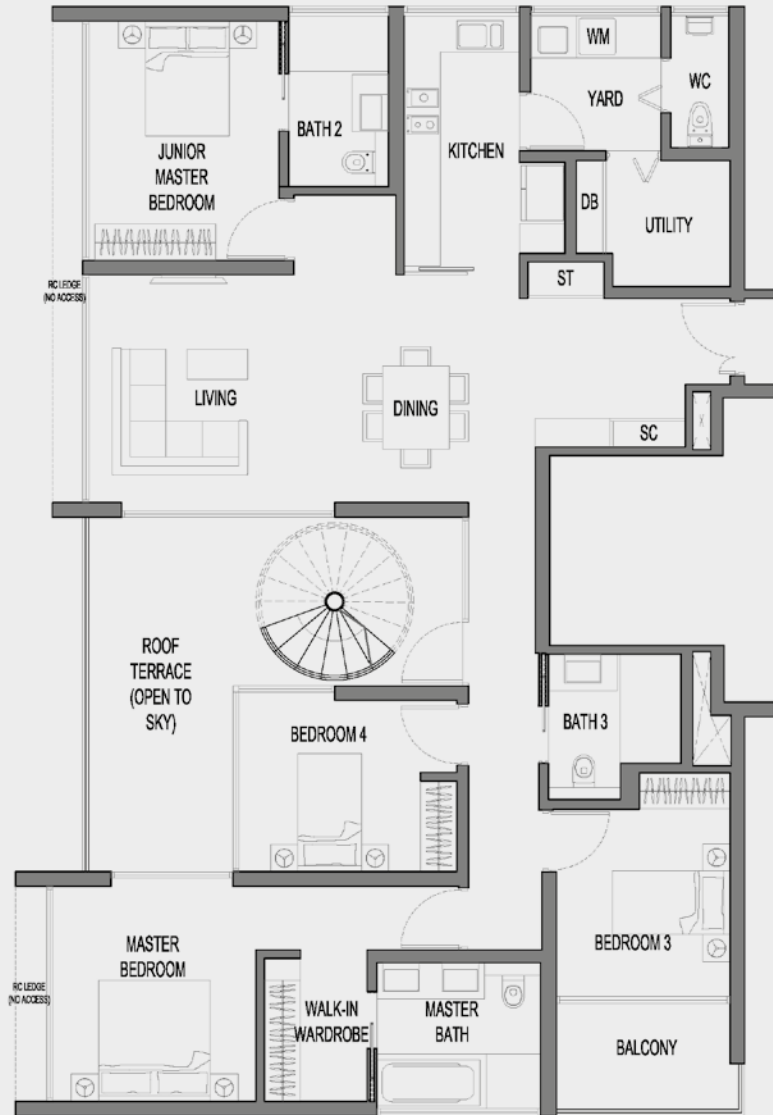 WM
WC
YARD
BATH 2
KITCHEN
JUNIOR
MASTER
BEDROOM
DB
UTILITY
ST
RC LEDGE
(NO ACCESS)
LIVING
DINING
SC
ROOF
TERRACE
(OPEN TO
SKY)
BEDROOM 4
BATH 3
MASTER
BEDROOM
BEDROOM 3
RC LEDGE
(NO ACCESS)
WALK-IN
WARDROBE
MASTER
BATH
BALCONY